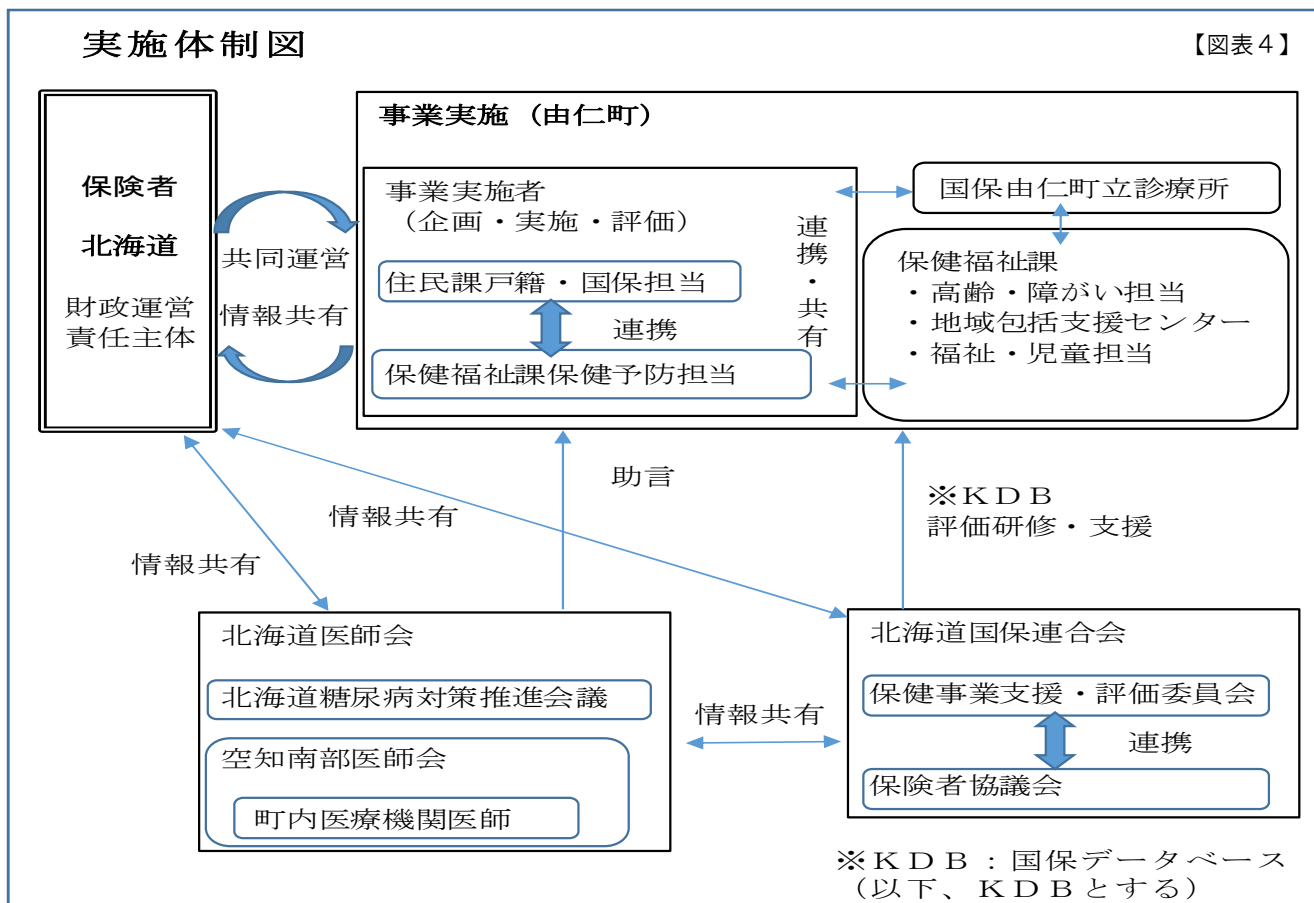 実施体制図
【図表４】
保険者
北海道
財政運営
責任主体
共同運営
情報共有
事業実施（由仁町）
事業実施者
（企画・実施・評価）
住民課戸籍・国保担当
連携
保健福祉課保健予防担当
連携・共有
国保由仁町立診療所
保健福祉課
・高齢・障がい担当
・地域包括支援センター
・福祉・児童担当
助言
※ＫＤＢ
評価研修・支援
情報共有
情報共有
北海道医師会
北海道糖尿病対策推進会議
空知南部医師会
町内医療機関医師
情報共有
北海道国保連合会
保健事業支援・評価委員会
連携
保険者協議会
※ＫＤＢ：国保データベース
（以下、ＫＤＢとする）